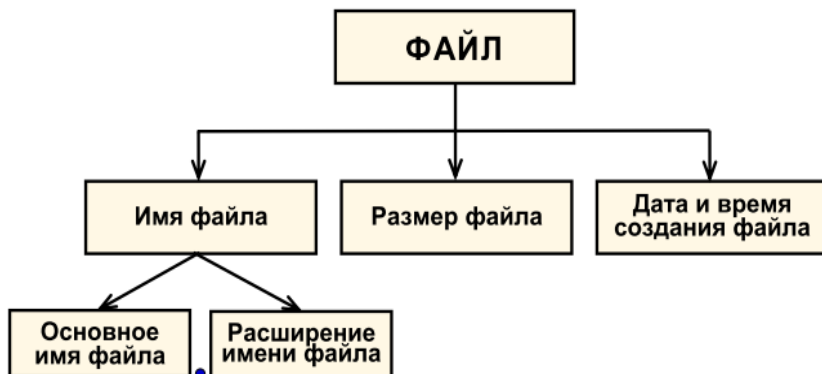 ФАЙЛ
Имя файла
Размер файла
Дата и время
создания файла
Основное
имя файла
.
Расширение
имени файла